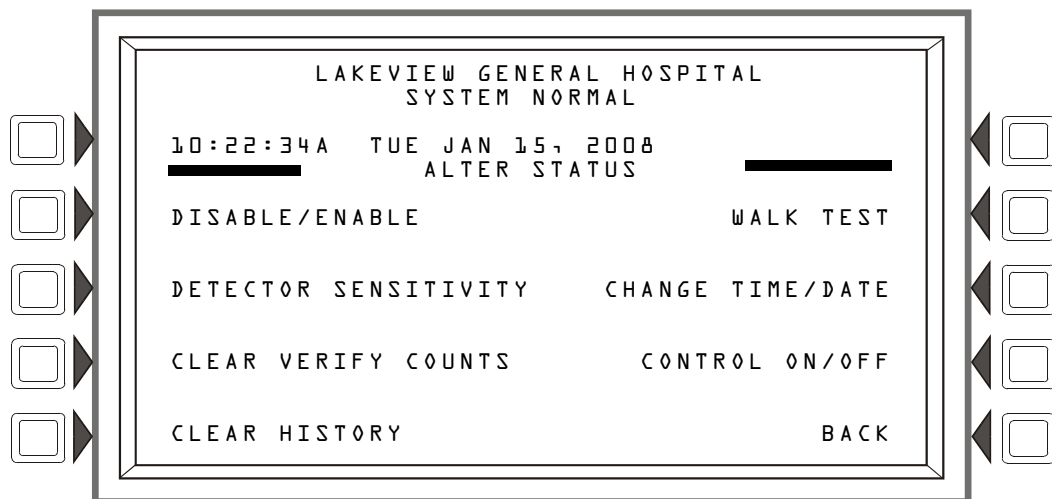 LAKEVIEW GENERAL HOSPITAL
SYSTEM NORMAL
10:22:34A TUE JAN 15, 2008
ALTER STATUS
DISABLE/ENABLE WALK TEST
DETECTOR SENSITIVITY CHANGE TIME/DATE
CLEAR VERIFY COUNTS CONTROL ON/OFF
CLEAR HISTORY BACK